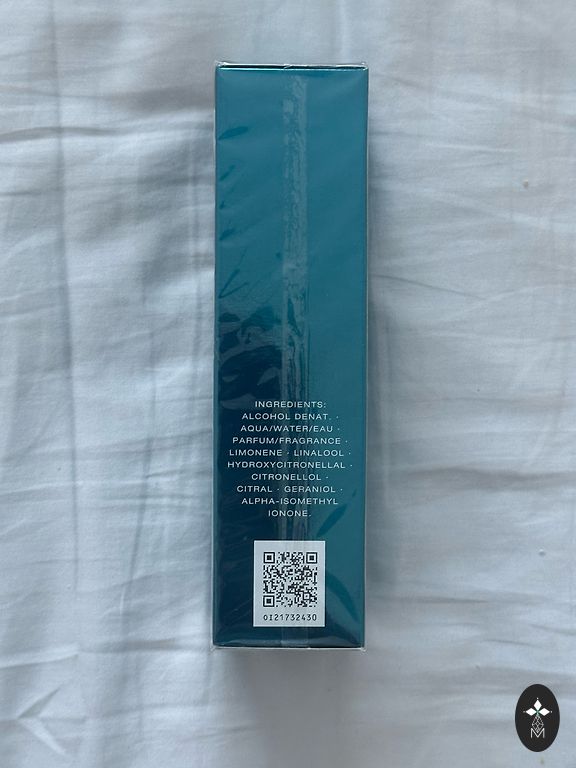 INGREDIENTS:
ALCOHOL DENAT. ·
AQUA/WATER/EAU ·
PARFUM/FRAGRANCE ·
LIMONENE · LINALOOL ·
HYDROXYCITRONELLAL ·
CITRONELLOL ·
CITRAL · GERANIOL ·
ALPHA-ISOMETHYL
IONONE.
0121732430
M